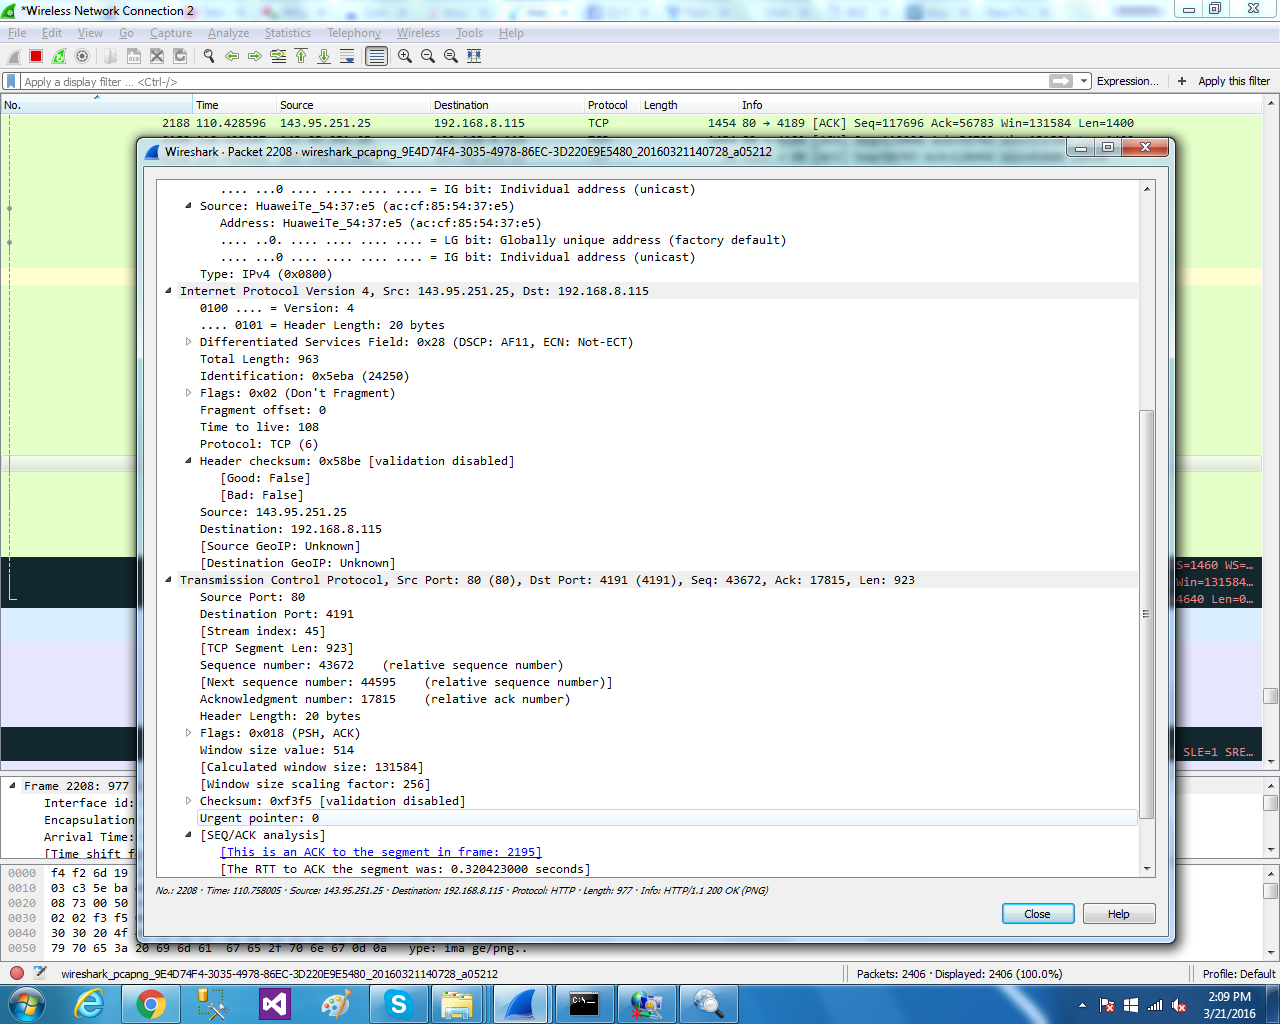 *Wireless Network Connection 2
File Edit View Go Capture Analyze Statistics Telephony Wireless Tools Help
Apply a display filter ... <Ctrl-/>
Expression...
+
Apply this filter
No. Time Source Destination Protocol Length Info
2188 110.428596 143.95.251.25 192.168.8.115 TCP 1454 80 → 4189 [ACK] Seq=117696 Ack=56783 Win=131584 Len=1400
Wireshark · Packet 2208 · wireshark_pcapng_9E4D74F4-3035-4978-86EC-3D220E9E5480_20160321140728_a05212
.... ...0 .... .... .... .... = IG bit: Individual address (unicast)
Source: HuaweiTe_54:37:e5 (ac:cf:85:54:37:e5)
Address: HuaweiTe_54:37:e5 (ac:cf:85:54:37:e5)
.... ..0. .... .... .... .... = LG bit: Globally unique address (factory default)
.... ...0 .... .... .... .... = IG bit: Individual address (unicast)
Type: IPv4 (0x0800)
Internet Protocol Version 4, Src: 143.95.251.25, Dst: 192.168.8.115
0100 .... = Version: 4
.... 0101 = Header Length: 20 bytes
Differentiated Services Field: 0x28 (DSCP: AF11, ECN: Not-ECT)
Total Length: 963
Identification: 0x5eba (24250)
Flags: 0x02 (Don't Fragment)
Fragment offset: 0
Time to live: 108
Protocol: TCP (6)
Header checksum: 0x58be [validation disabled]
[Good: False]
[Bad: False]
Source: 143.95.251.25
Destination: 192.168.8.115
[Source GeoIP: Unknown]
[Destination GeoIP: Unknown]
S=1460 WS=...
Transmission Control Protocol, Src Port: 80 (80), Dst Port: 4191 (4191), Seq: 43672, Ack: 17815, Len: 923
Win=131584...
Source Port: 80
4640 Len=0...
Destination Port: 4191
[Stream index: 45]
[TCP Segment Len: 923]
Sequence number: 43672 (relative sequence number)
[Next sequence number: 44595 (relative sequence number)]
Acknowledgment number: 17815 (relative ack number)
Header Length: 20 bytes
Flags: 0x018 (PSH, ACK)
Window size value: 514
SLE=1 SRE...
[Calculated window size: 131584]
[Window size scaling factor: 256]
Checksum: 0xf3f5 [validation disabled]
Urgent pointer: 0
[SEQ/ACK analysis]
[This is an ACK to the segment in frame: 2195]
[The RTT to ACK the segment was: 0.320423000 seconds]
Frame 2208: 977
Interface id:
Encapsulation
Arrival Time:
[Time shift f
No.: 2208 · Time: 110.758005 · Source: 143.95.251.25 · Destination: 192.168.8.115 · Protocol: HTTP · Length: 977 · Info: HTTP/1.1 200 OK (PNG)
Close
Help
0000 f4 f2 6d 19
0010 03 c3 5e ba
0020 08 73 00 50
0030 02 02 f3 f5
0040 30 30 20 4f
0050 79 70 65 3a 20 69 6d 61 67 65 2f 70 6e 67 0d 0a ype: ima ge/png..
wireshark_pcapng_9E4D74F4-3035-4978-86EC-3D220E9E5480_20160321140728_a05212
Packets: 2406 · Displayed: 2406 (100.0%)
Profile: Default
2:09 PM
3/21/2016